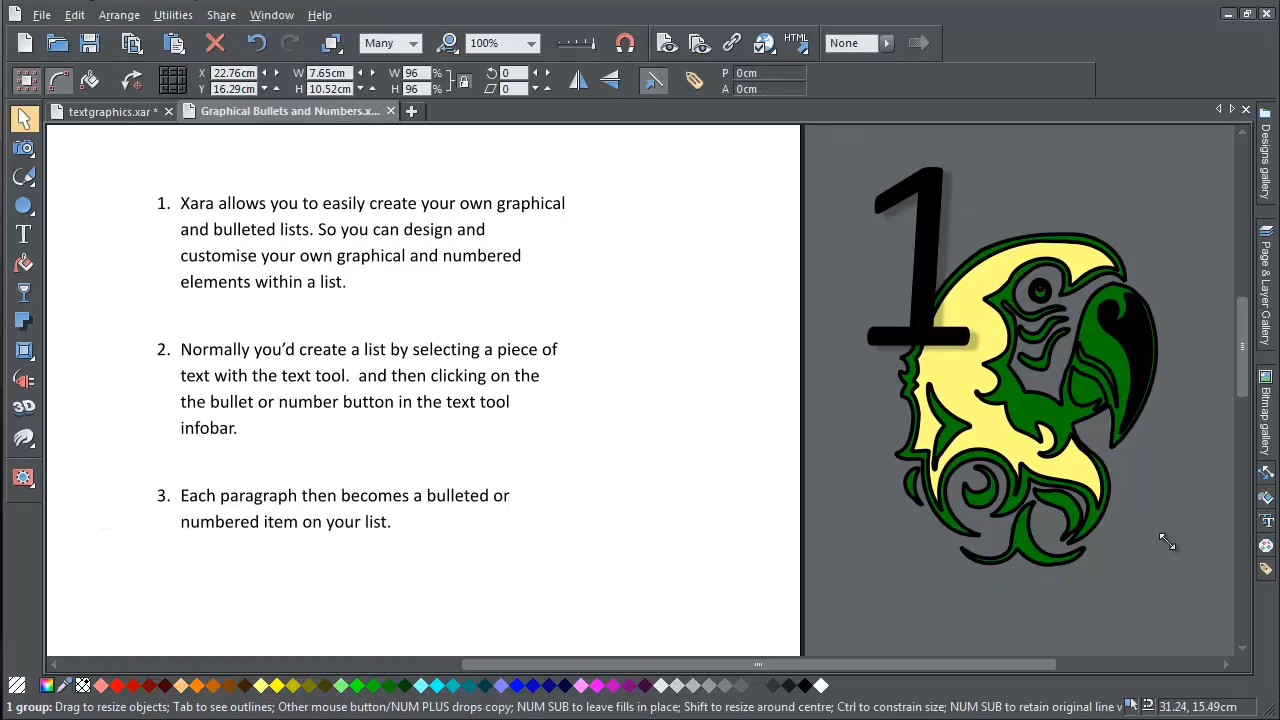 File Edit Arrange Utilities Share Window Help
Many 100% HTML None
X 22.76cm W 7.65cm W 96 0 P 0cm
Y 16.29cm H 10.52cm H 96 % 0 A 0cm
textgraphics.xar * Graphical Bullets and Numbers.x...
1. Xara allows you to easily create your own graphical
and bulleted lists. So you can design and
customise your own graphical and numbered
elements within a list.
2. Normally you’d create a list by selecting a piece of
text with the text tool.  and then clicking on the
the bullet or number button in the text tool
infobar.
3. Each paragraph then becomes a bulleted or
numbered item on your list.
1
3D
Designs gallery
Page & Layer Gallery
Bitmap gallery
1 group: Drag to resize objects; Tab to see outlines; Other mouse button/NUM PLUS drops copy; NUM SUB to leave fills in place; Shift to resize around centre; Ctrl to constrain size; NUM SUB to retain original line 31.24, 15.49cm